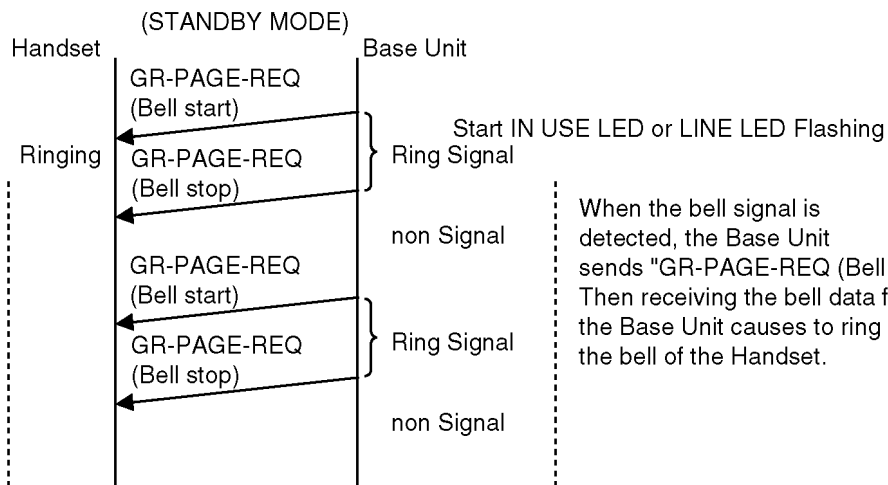 (STANDBY MODE)
Handset
Base Unit
GR-PAGE-REQ
(Bell start)
Start IN USE LED or LINE LED Flashing
Ringing
GR-PAGE-REQ
(Bell stop)
Ring Signal
non Signal
GR-PAGE-REQ
(Bell start)
GR-PAGE-REQ
(Bell stop)
Ring Signal
non Signal
When the bell signal is
detected, the Base Unit
sends "GR-PAGE-REQ (Bell
Then receiving the bell data f
the Base Unit causes to ring
the bell of the Handset.